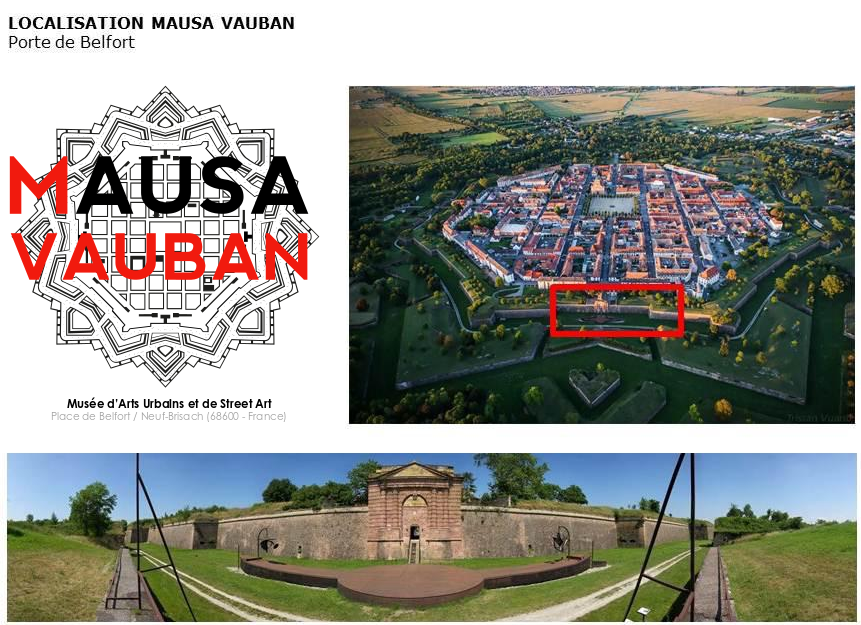 LOCALISATION MAUSA VAUBAN
Porte de Belfort
MAUSA
VAUBAN
Musée d'Arts Urbains et de Street Art
Place de Belfort / Neuf-Brisach (68600 - France)